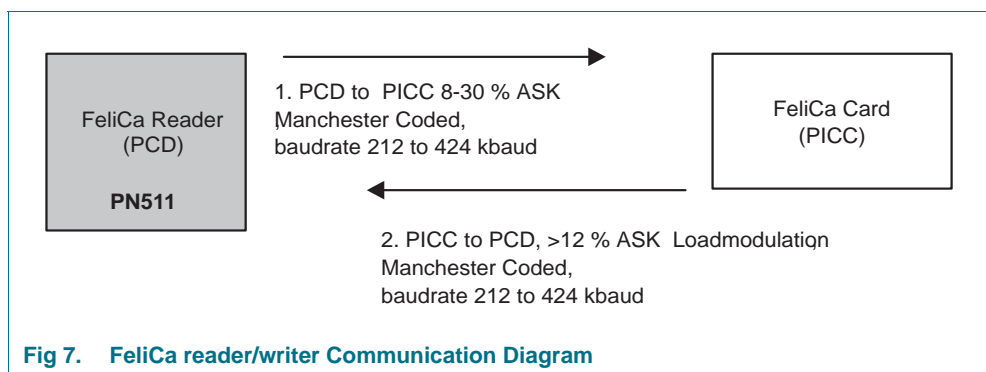 FeliCa Reader
(PCD)
PN511
1. PCD to PICC 8-30 % ASK
,Manchester Coded,
baudrate 212 to 424 kbaud
FeliCa Card
(PICC)
2. PICC to PCD, >12 % ASK Loadmodulation,
Manchester Coded,
baudrate 212 to 424 kbaud
Fig 7. FeliCa reader/writer Communication Diagram